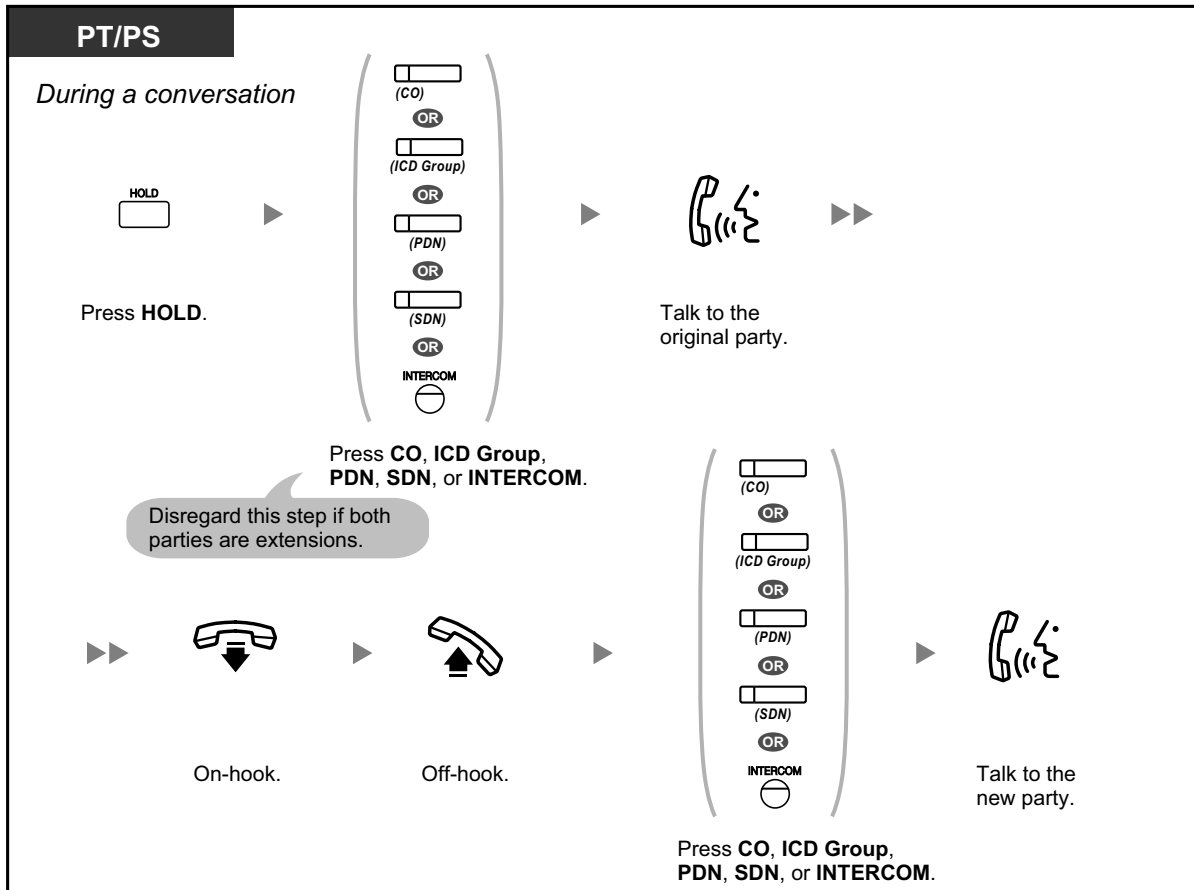 PT/PS
During a conversation
HOLD
Press HOLD.
(CO)
OR
(ICD Group)
OR
(PDN)
OR
(SDN)
OR
INTERCOM
Press CO, ICD Group,
PDN, SDN, or INTERCOM.
Disregard this step if both
parties are extensions.
Talk to the
original party.
On-hook.
Off-hook.
(CO)
OR
(ICD Group)
OR
(PDN)
OR
(SDN)
OR
INTERCOM
Press CO, ICD Group,
PDN, SDN, or INTERCOM.
Talk to the
new party.